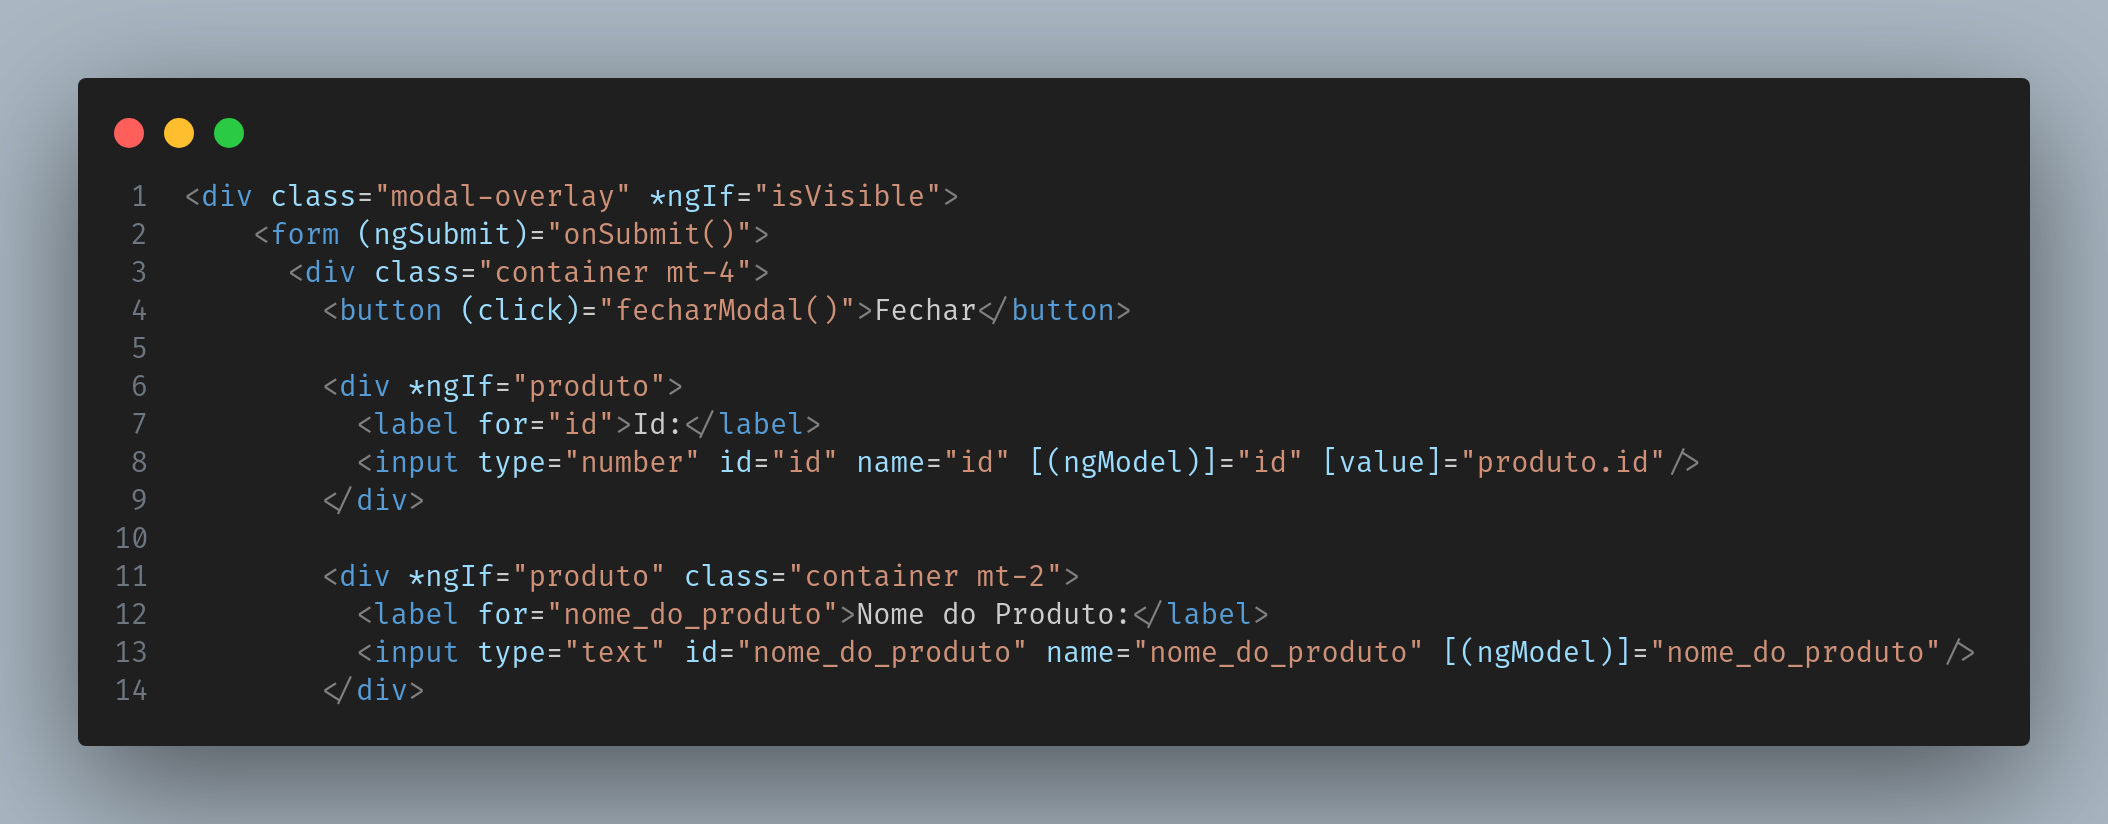 1 <div class="modal-overlay" *ngIf="isVisible">
2     <form (ngSubmit)="onSubmit()">
3       <div class="container mt-4">
4         <button (click)="fecharModal()">Fechar</button>
5
6         <div *ngIf="produto">
7           <label for="id">Id:</label>
8           <input type="number" id="id" name="id" [(ngModel)]="id" [value]="produto.id"/>
9         </div>
10
11         <div *ngIf="produto" class="container mt-2">
12           <label for="nome_do_produto">Nome do Produto:</label>
13           <input type="text" id="nome_do_produto" name="nome_do_produto" [(ngModel)]="nome_do_produto"/>
14         </div>